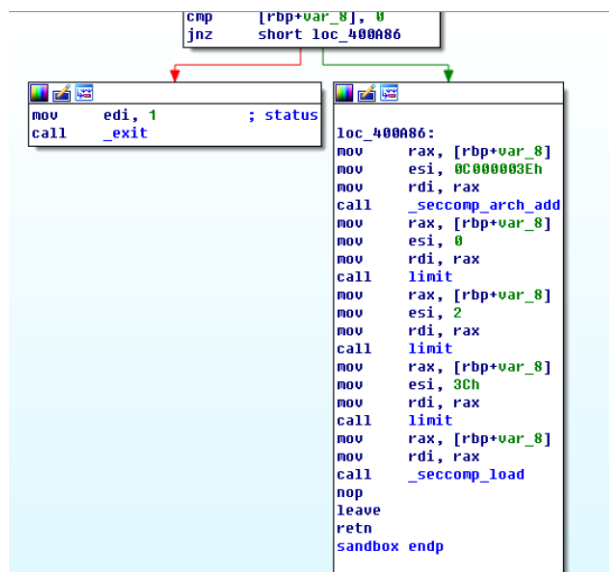 cmp [rbp+var_8], 0
jnz short loc_400A86
mov edi, 1 ; status
call _exit
loc_400A86:
mov rax, [rbp+var_8]
mov esi, 0C000003Eh
mov rdi, rax
call _seccomp_arch_add
mov rax, [rbp+var_8]
mov esi, 0
mov rdi, rax
call limit
mov rax, [rbp+var_8]
mov esi, 2
mov rdi, rax
call limit
mov rax, [rbp+var_8]
mov esi, 3Ch
mov rdi, rax
call limit
mov rax, [rbp+var_8]
mov rdi, rax
call _seccomp_load
nop
leave
retn
sandbox endp